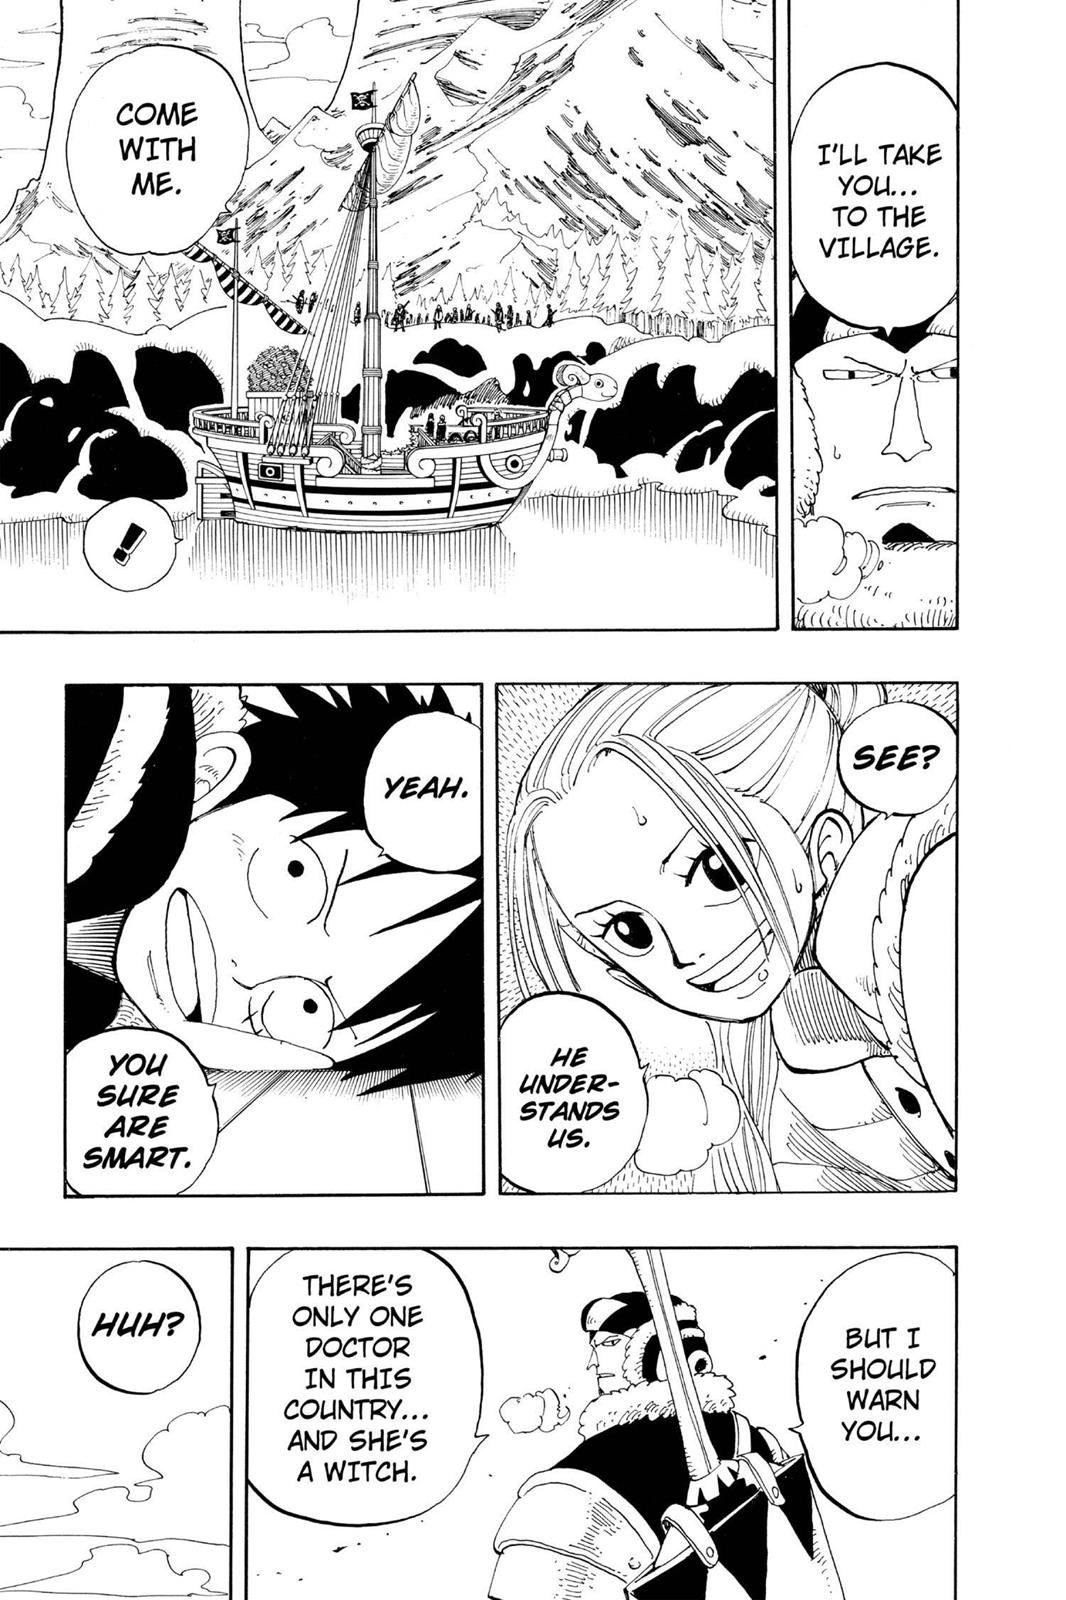 I'LL TAKE
YOU...
TO THE
VILLAGE.
COME
WITH
ME.
!
SEE?
HE
UNDER-
STANDS
US.
YEAH.
YOU
SURE
ARE
SMART.
BUT I
SHOULD
WARN
YOU...
THERE'S
ONLY ONE
DOCTOR
IN THIS
COUNTRY...
AND SHE'S
A WITCH.
HUH?